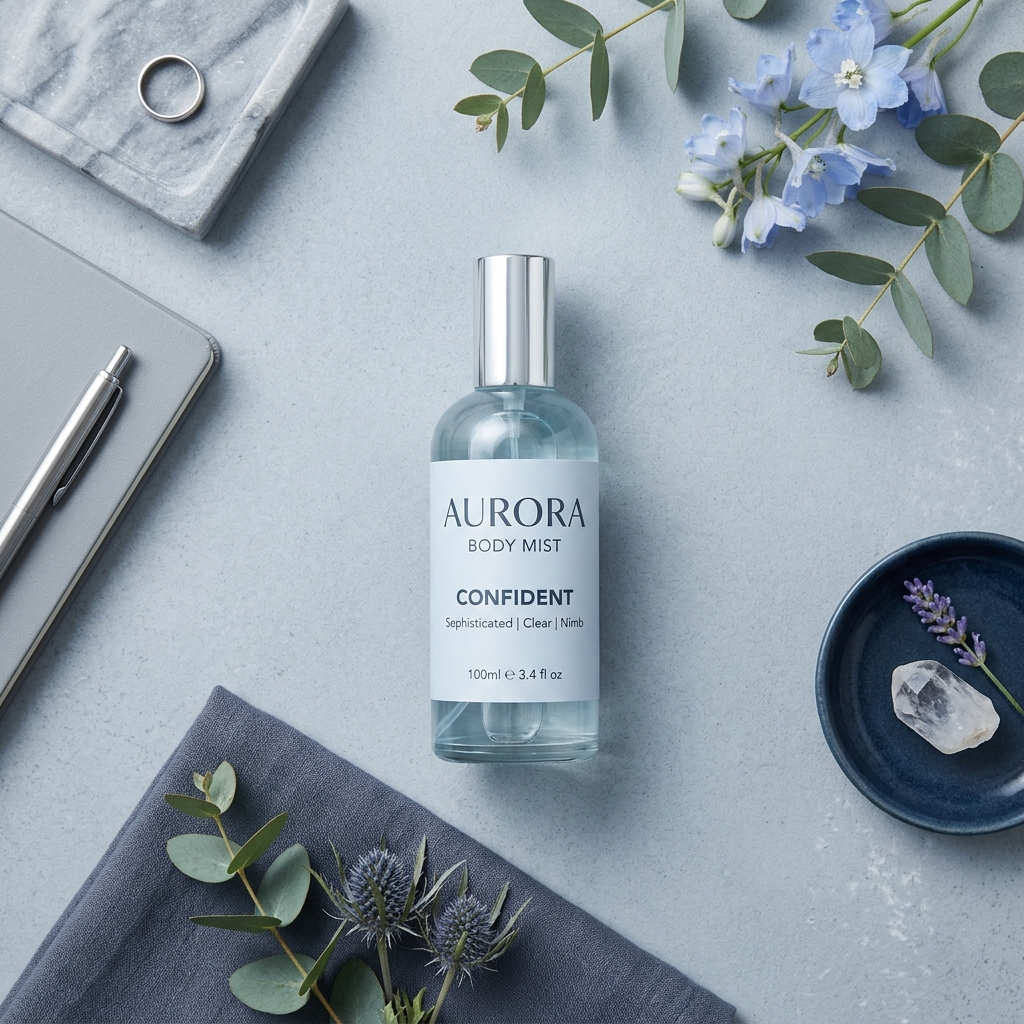 AURORA
BODY MIST
CONFIDENT
Sephisticated | Clear | Nimb
100ml ℮ 3.4 fl oz